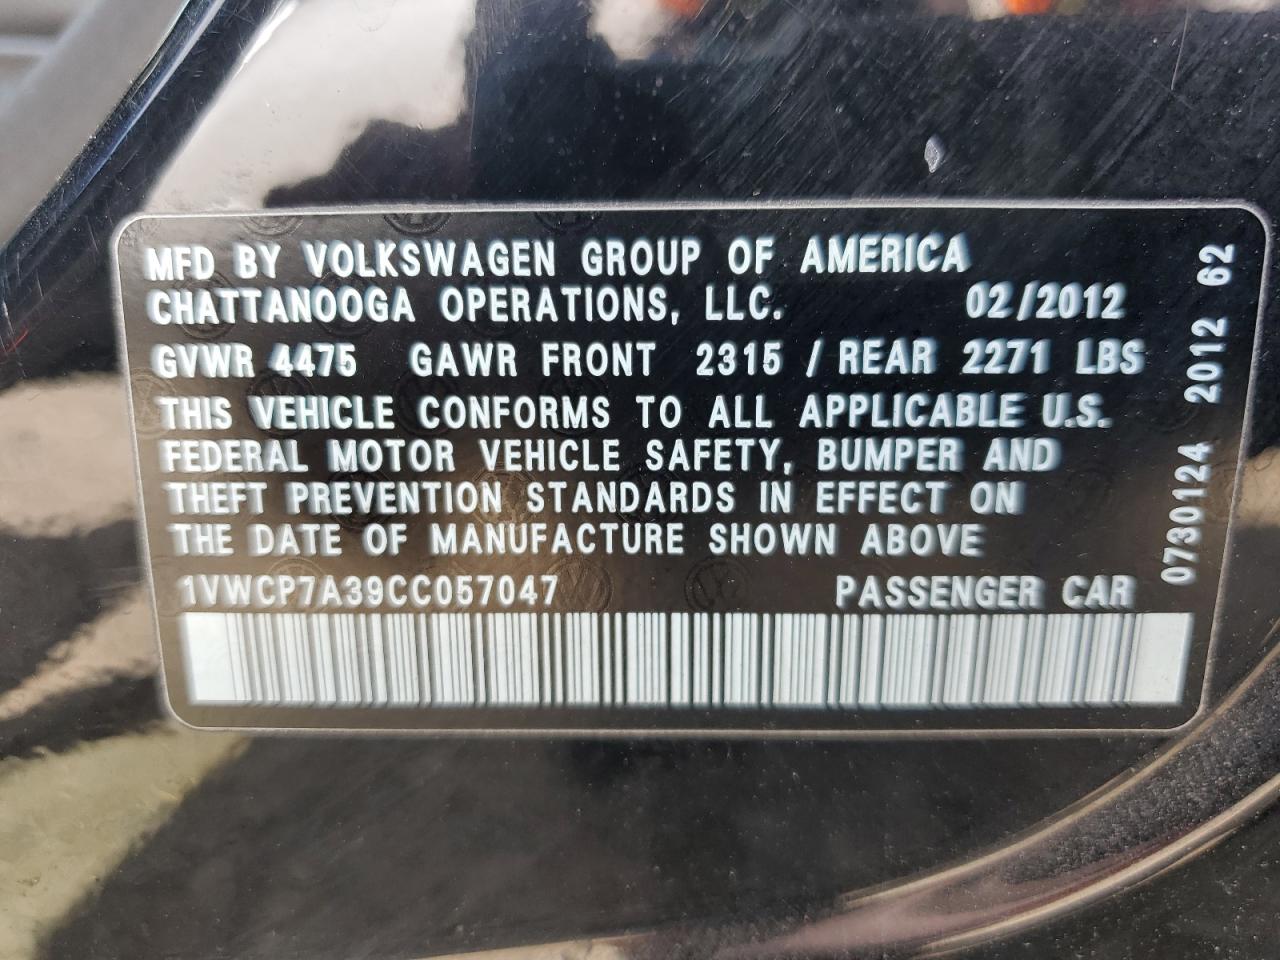 MFD BY VOLKSWAGEN GROUP OF AMERICA
CHATTANOOGA OPERATIONS, LLC. 02/2012
GVWR 4475 GAWR FRONT 2315 / REAR 2271 LBS
THIS VEHICLE CONFORMS TO ALL APPLICABLE U.S.
FEDERAL MOTOR VEHICLE SAFETY, BUMPER AND
THEFT PREVENTION STANDARDS IN EFFECT ON
THE DATE OF MANUFACTURE SHOWN ABOVE
1VWCP7A39CC057047 PASSENGER CAR
0730124 2012 62